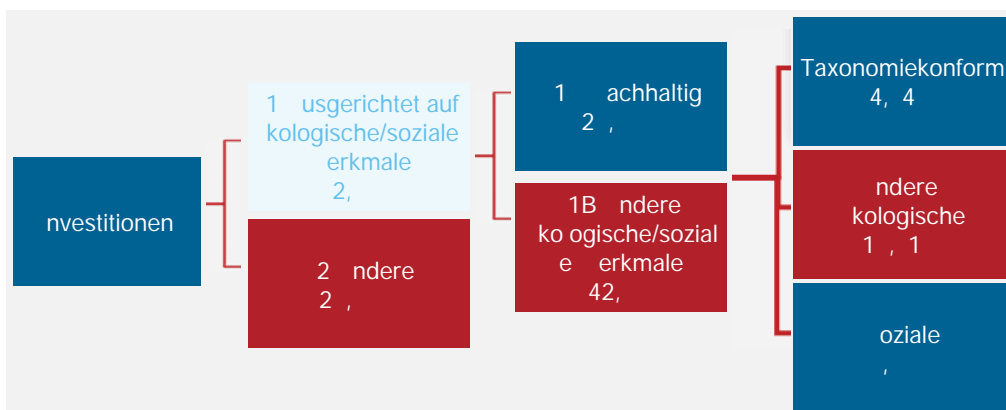 nvestitionen
1 usgerichtet auf
kologische/soziale
erkmale
2,
2 ndere
2 ,
1 achhaltig
2 ,
1B ndere
ko ogische/sozial
e erkmale
42,
Taxonomiekonform
4, 4
ndere
kologische
1 , 1
oziale
,